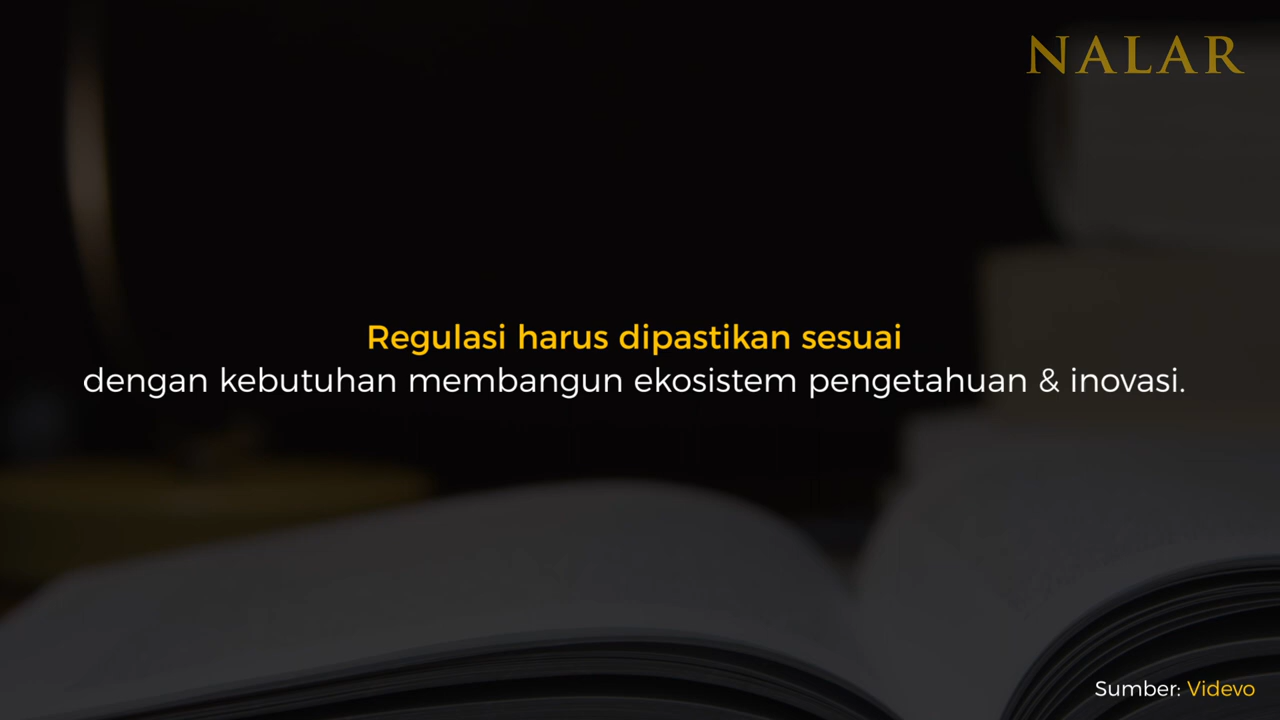 NALAR
Regulasi harus dipastikan sesuai
dengan kebutuhan membangun ekosistem pengetahuan & inovasi.
Sumber: Videvo